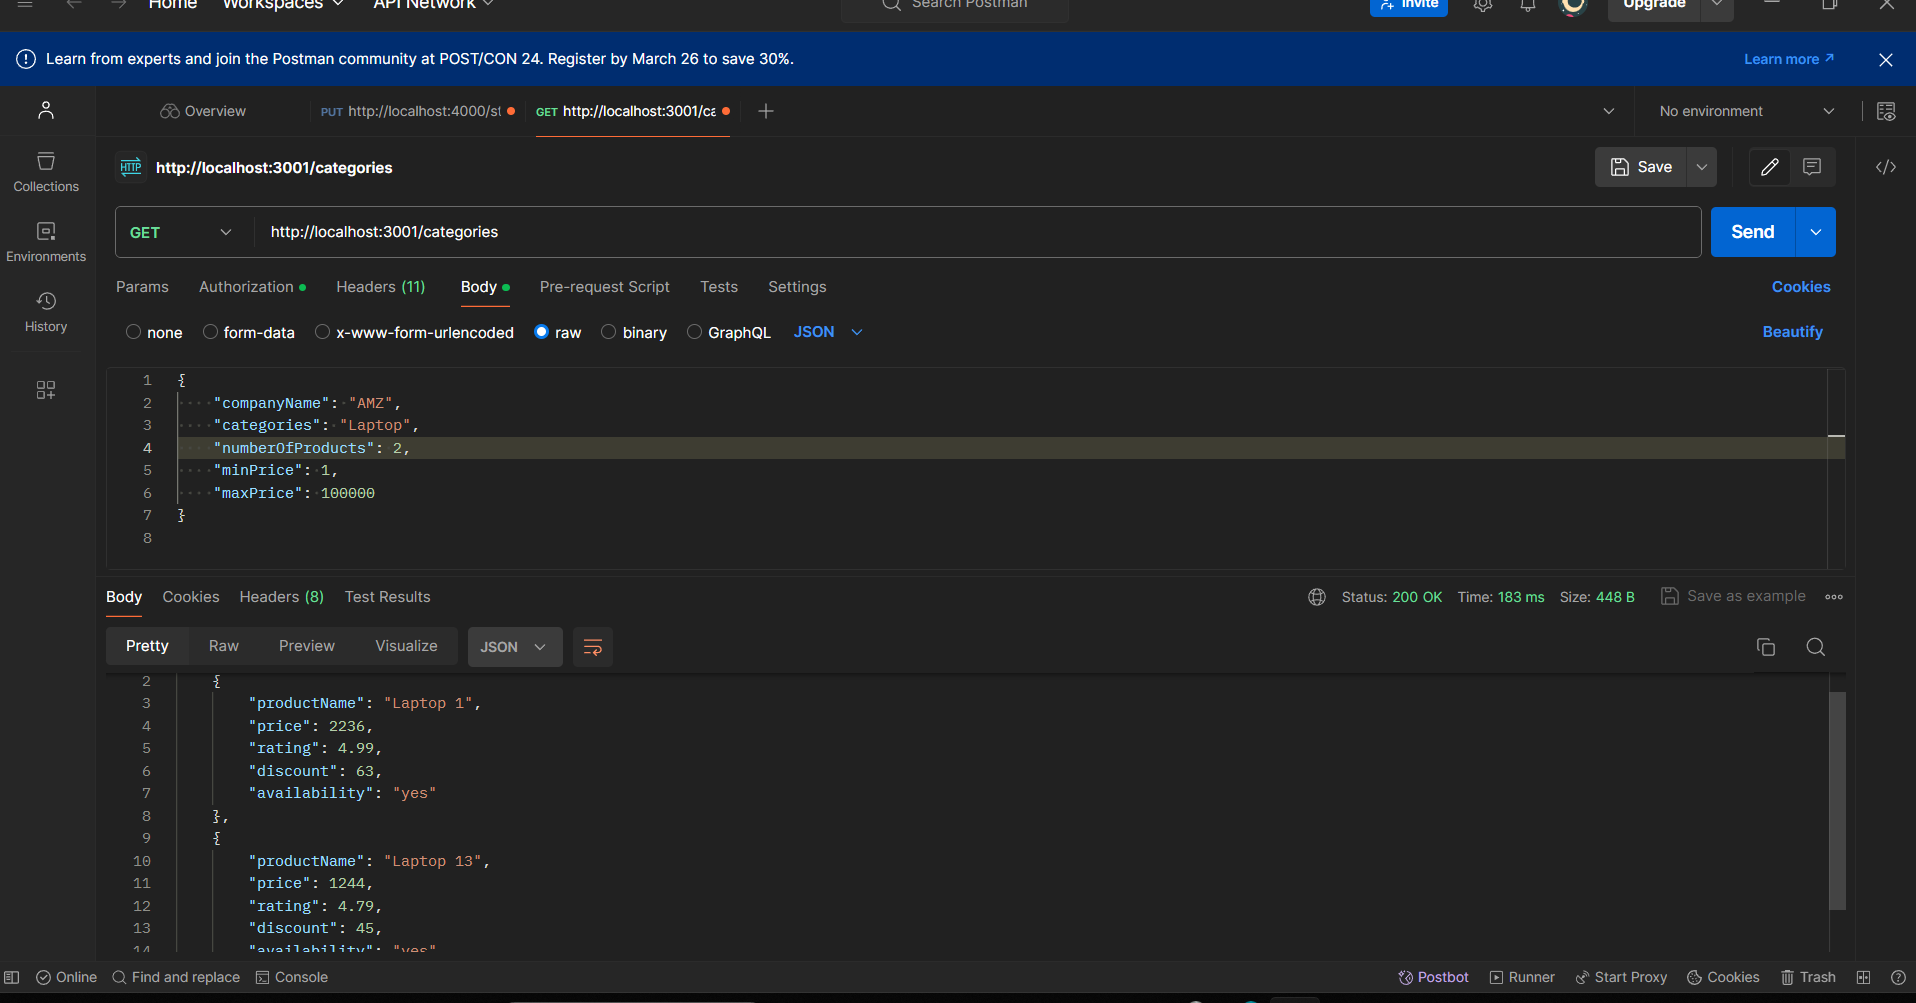 Home Workspaces API Network Search Postman Invite Upgrade
Learn from experts and join the Postman community at POST/CON 24. Register by March 26 to save 30%. Learn more
Overview PUT http://localhost:4000/st GET http://localhost:3001/ca No environment
HTTP http://localhost:3001/categories Save
Collections
GET http://localhost:3001/categories Send
Environments
Params Authorization Headers (11) Body Pre-request Script Tests Settings Cookies
History
none form-data x-www-form-urlencoded raw binary GraphQL JSON Beautify
1 {
2 "companyName": "AMZ",
3 "categories": "Laptop",
4 "numberOfProducts": 2,
5 "minPrice": 1,
6 "maxPrice": 100000
7 }
8
Body Cookies Headers (8) Test Results Status: 200 OK Time: 183 ms Size: 448 B Save as example
Pretty Raw Preview Visualize JSON
2 {
3 "productName": "Laptop 1",
4 "price": 2236,
5 "rating": 4.99,
6 "discount": 63,
7 "availability": "yes"
8 },
9 {
10 "productName": "Laptop 13",
11 "price": 1244,
12 "rating": 4.79,
13 "discount": 45,
14 "availability": "yes"
Online Find and replace Console Postbot Runner Start Proxy Cookies Trash